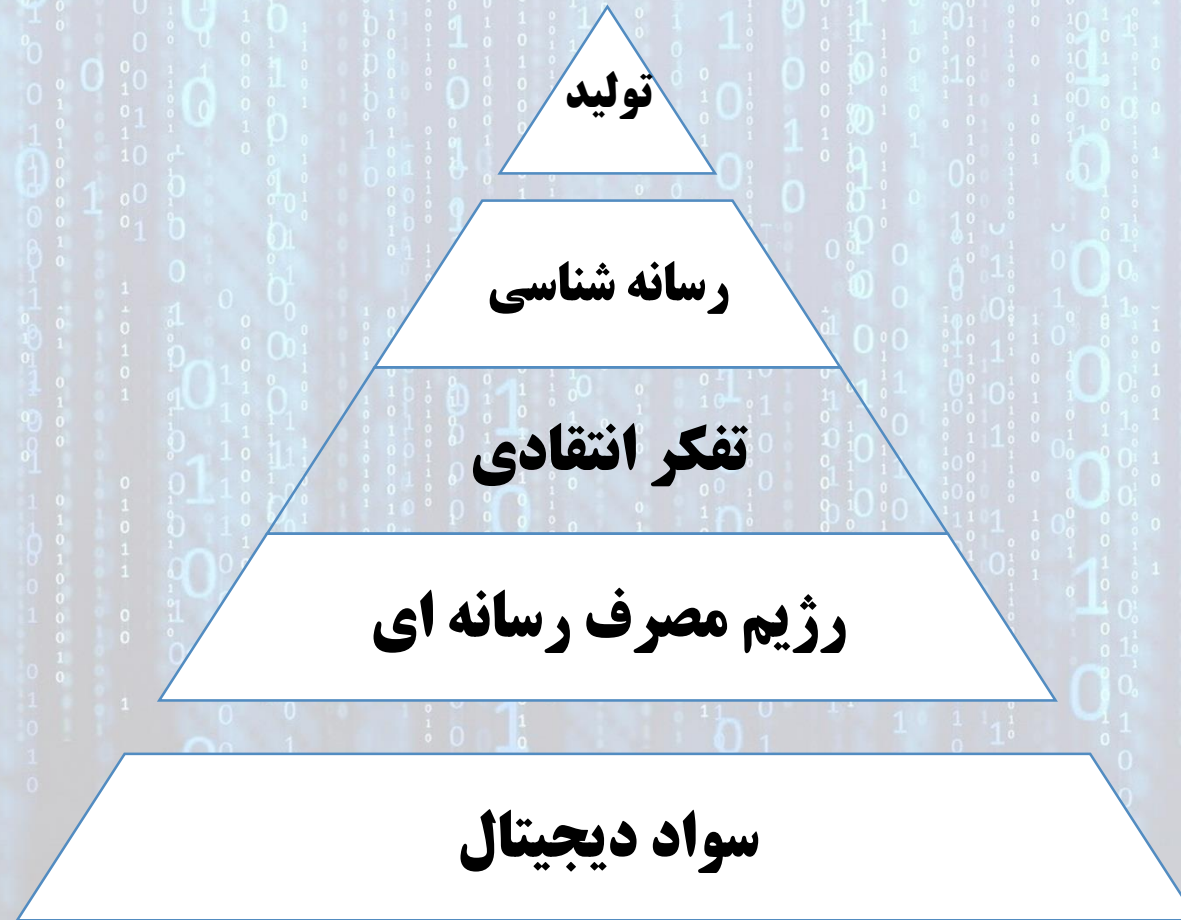 تولید
رسانه شناسی
تفکر انتقادی
رژیم مصرف رسانه ای
سواد دیجیتال